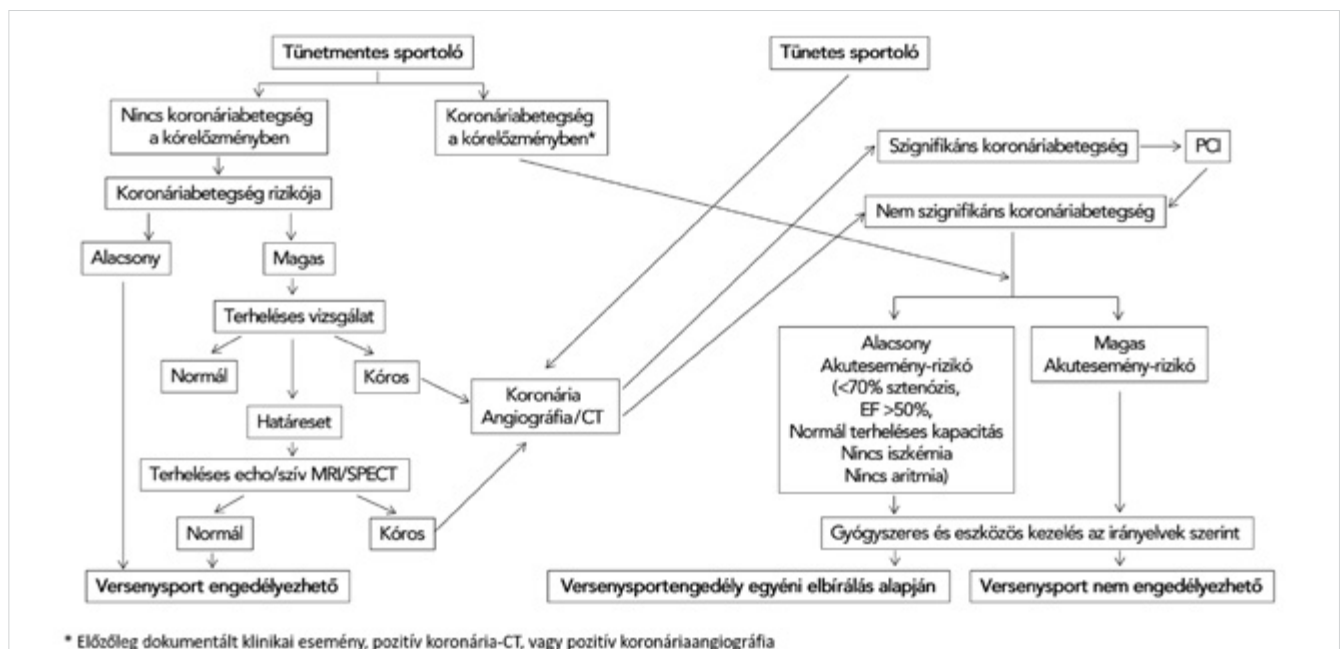 Tünetmentes sportoló
Tünetes sportoló
Nincs koronáriabetegség
a kórelőzményben
Koronáriabetegség
a kórelőzményben*
Szignifikáns koronáriabetegség
PCI
Koronáriabetegség rizikója
Nem szignifikáns koronáriabetegség
Alacsony
Magas
Terheléses vizsgálat
Normál
Kóros
Határeset
Koronária
Angiográfia/CT
Alacsony
Akutesemény-rizikó
(<70% sztenózis,
EF >50%,
Normál terheléses kapacitás
Nincs iszkémia
Nincs aritmia)
Magas
Akutesemény-rizikó
Terheléses echo/szív MRI/SPECT
Normál
Kóros
Gyógyszeres és eszközös kezelés az irányelvek szerint
Versenysport engedélyezhető
Versenysportengedély egyéni elbírálás alapján
Versenysport nem engedélyezhető
* Előzőleg dokumentált klinikai esemény, pozitív koronária-CT, vagy pozitív koronáriaangiográfia